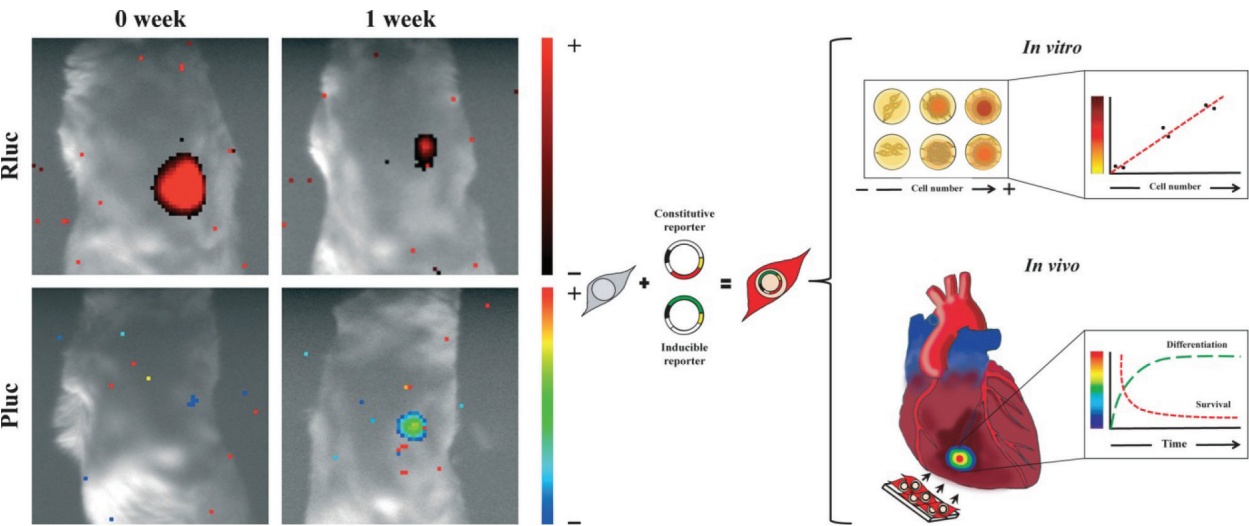 0 week
1 week
Rluc
+
–
Pluc
+
–
Constitutive
reporter
+
=
Inducible
reporter
In vitro
– Cell number +
Cell number
In vivo
Differentiation
Survival
Time